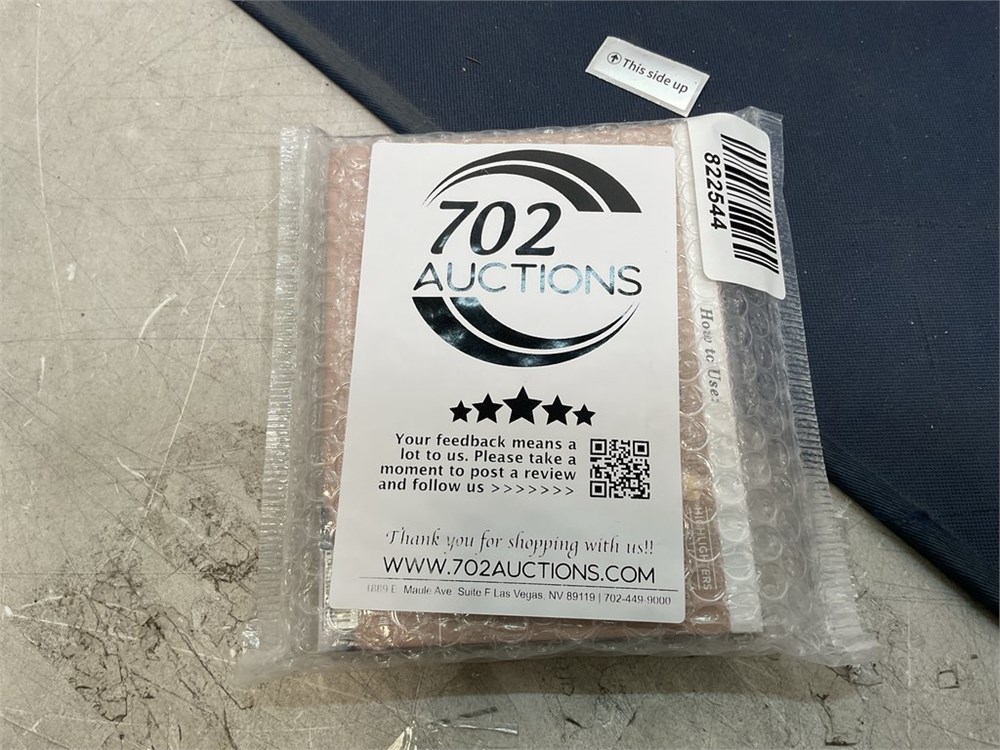 This side up
822544
702
AUCTIONS
How to Use:
Your feedback means a
lot to us. Please take a
moment to post a review
and follow us >>>>>>>
HIGHLIGHTERS
Thank you for shopping with us!!
WWW.702AUCTIONS.COM
1889 E. Maule Ave Suite F Las Vegas, NV 89119 | 702-449-9000